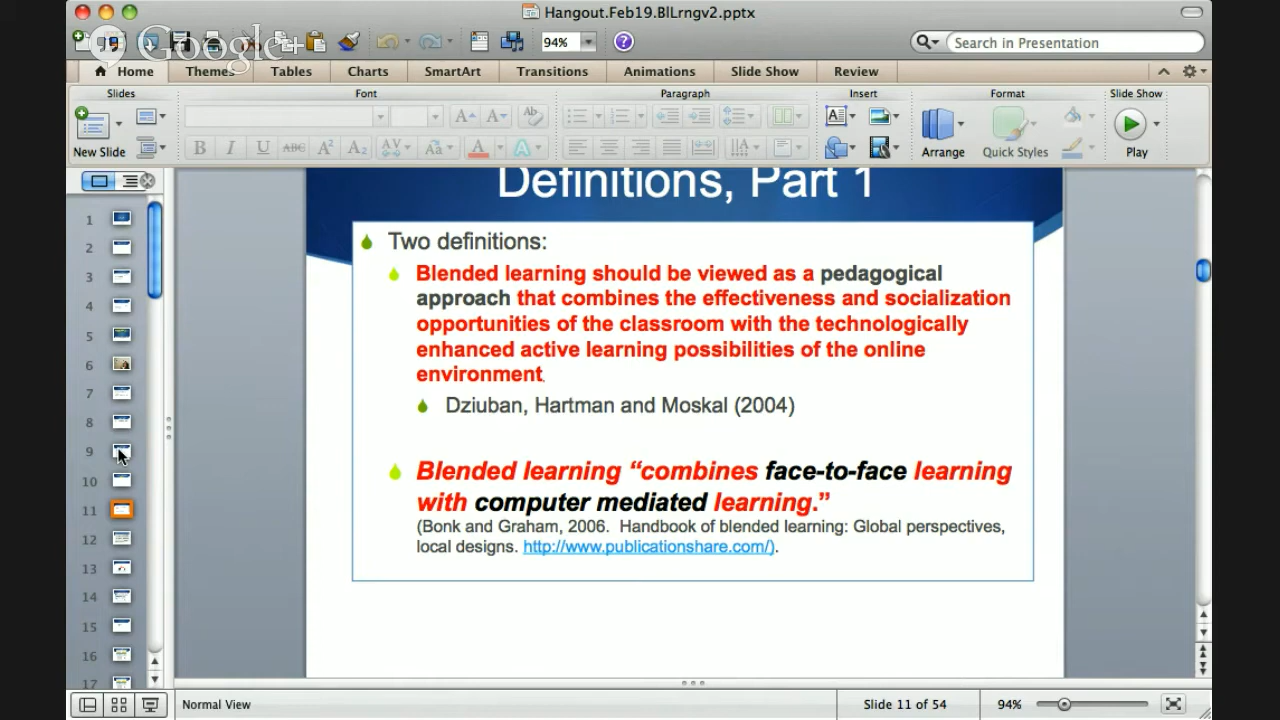 Hangout.Feb19.BlLrngv2.pptx
Google+
94%
Search in Presentation
Home Themes Tables Charts SmartArt Transitions Animations Slide Show Review
Slides Font Paragraph Insert Format Slide Show
New Slide
B I U ABC A² A₂ AV Aa A A
Arrange Quick Styles Play
1
2
3
4
5
6
7
8
9
10
11
12
13
14
15
16
17
Definitions, Part 1
Two definitions:
Blended learning should be viewed as a pedagogical
approach that combines the effectiveness and socialization
opportunities of the classroom with the technologically
enhanced active learning possibilities of the online
environment.
Dziuban, Hartman and Moskal (2004)
Blended learning “combines face-to-face learning
with computer mediated learning.”
(Bonk and Graham, 2006. Handbook of blended learning: Global perspectives,
local designs. http://www.publicationshare.com/).
Normal View Slide 11 of 54 94%